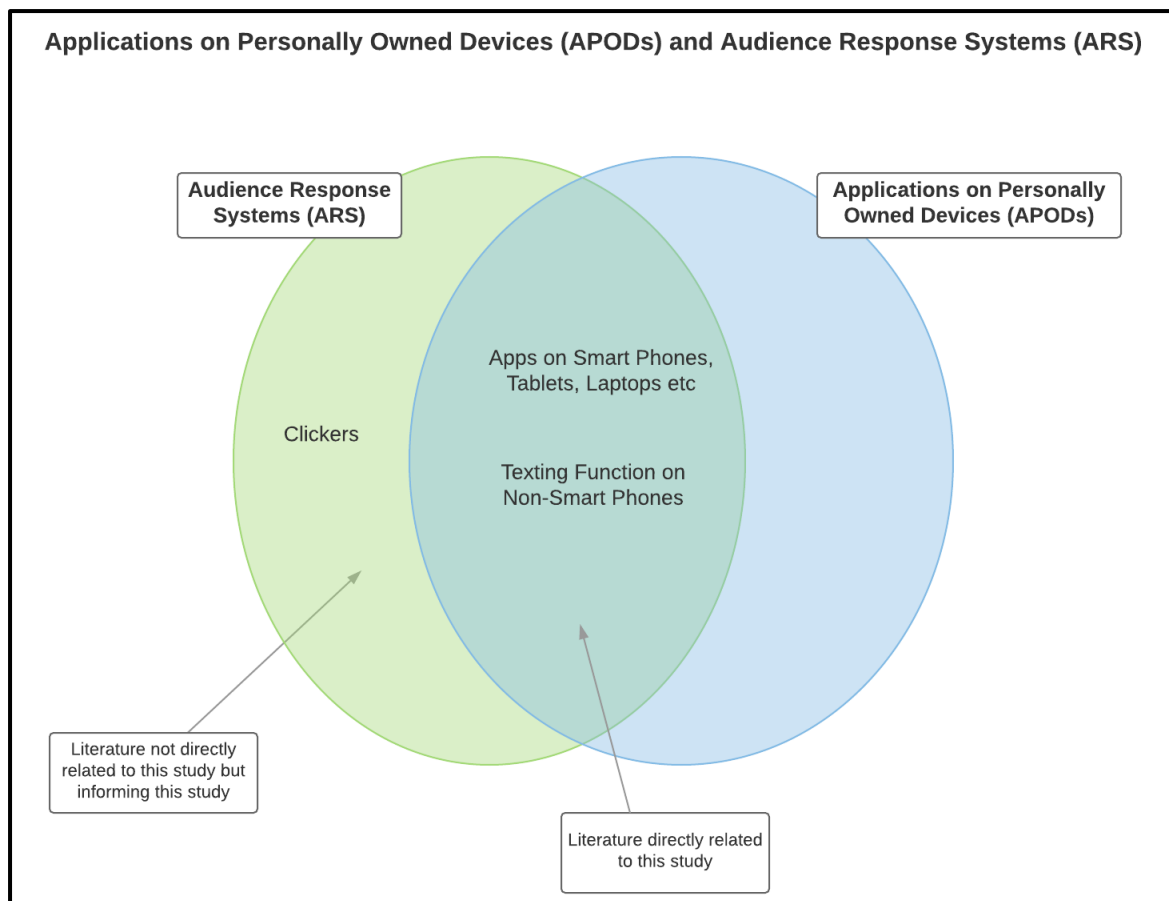 Applications on Personally Owned Devices (APODs) and Audience Response Systems (ARS)
Audience Response
Systems (ARS)
Applications on Personally
Owned Devices (APODs)
Apps on Smart Phones,
Tablets, Laptops etc
Clickers
Texting Function on
Non-Smart Phones
Literature not directly
related to this study but
informing this study
Literature directly related
to this study